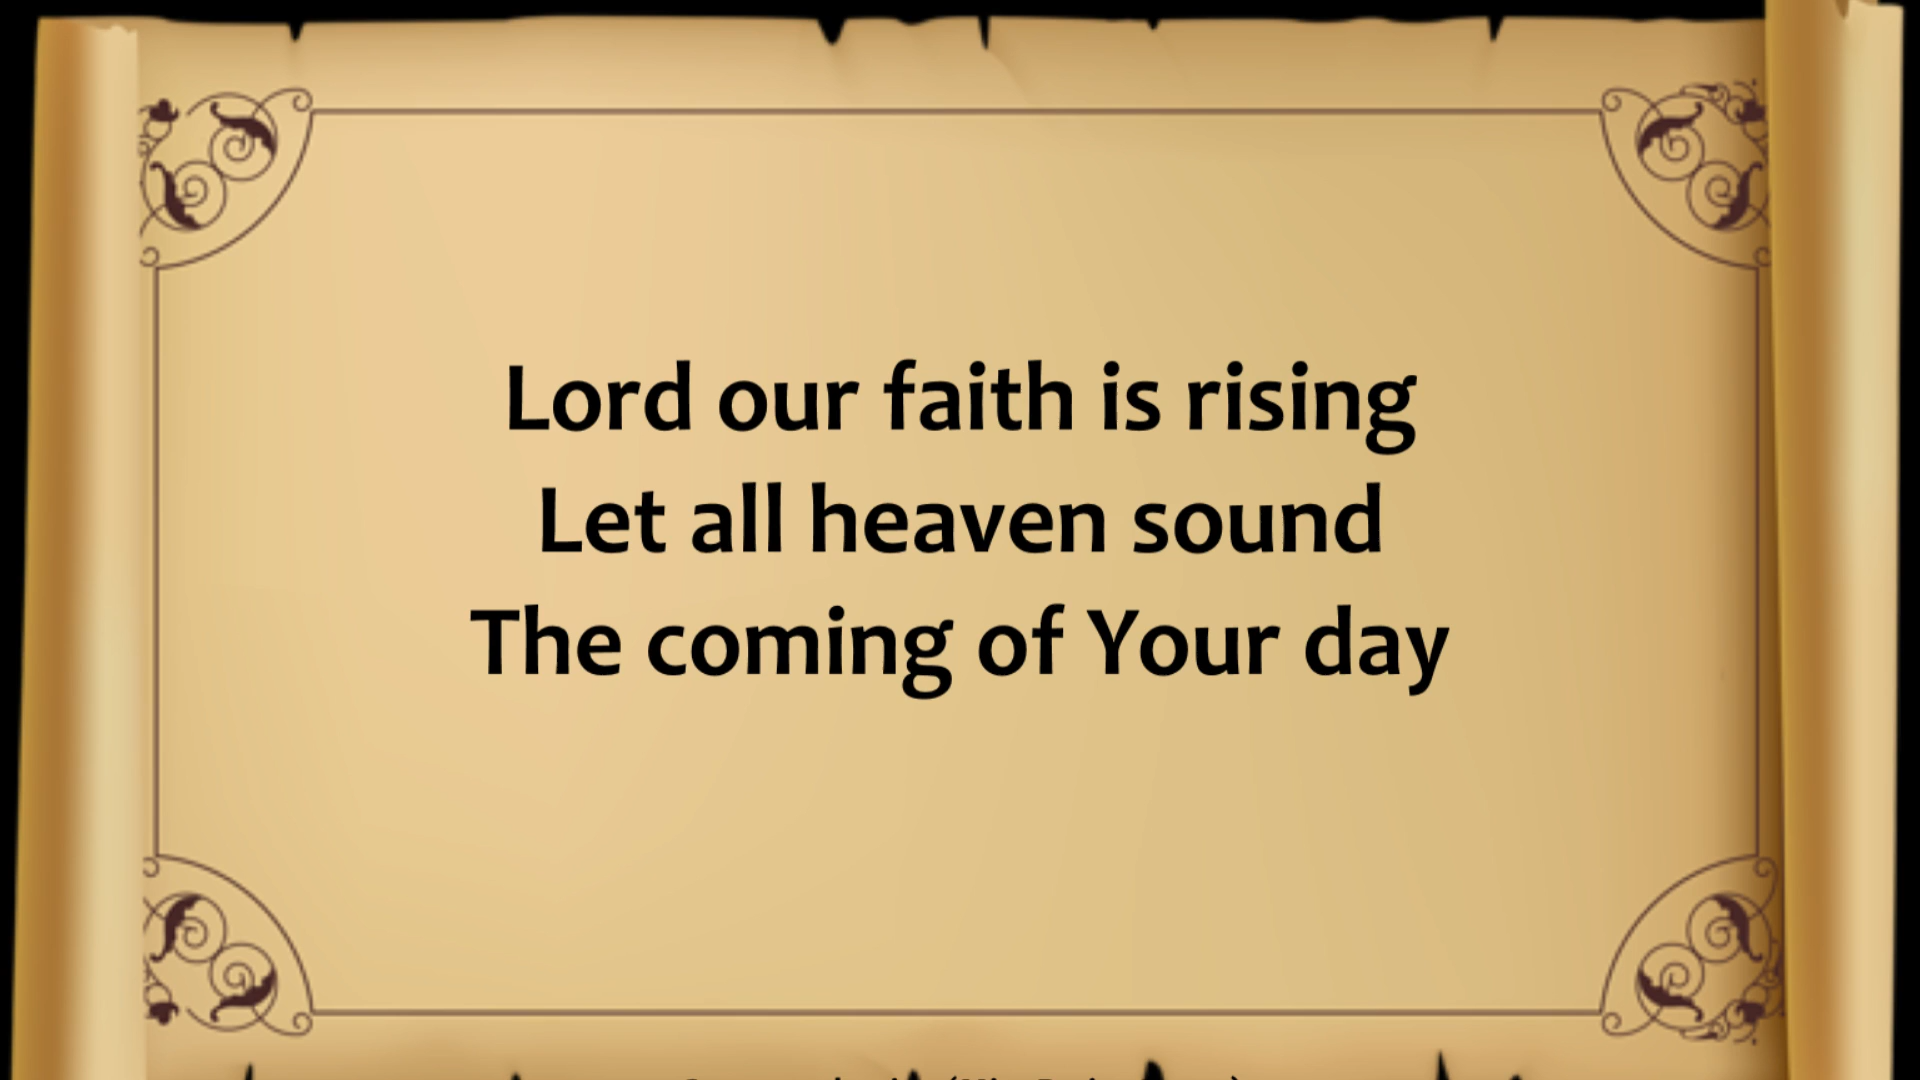 Lord our faith is rising
Let all heaven sound
The coming of Your day